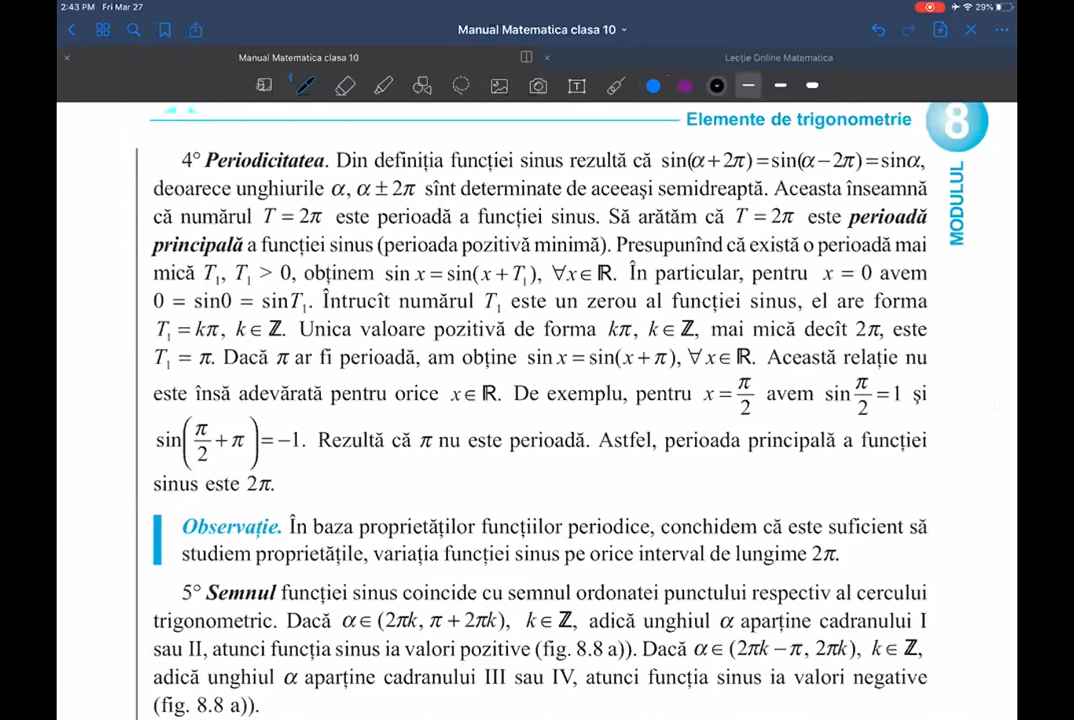 2:43 PM Fri Mar 27
29%
Manual Matematica clasa 10
Manual Matematica clasa 10
Lecție Online Matematica
Elemente de trigonometrie
8
MODULUL
4° Periodicitatea. Din definiția funcției sinus rezultă că sin(α+2π)=sin(α−2π)=sinα,
deoarece unghiurile α, α ± 2π sînt determinate de aceeași semidreaptă. Aceasta înseamnă
că numărul T = 2π este perioadă a funcției sinus. Să arătăm că T = 2π este perioadă
principală a funcției sinus (perioada pozitivă minimă). Presupunînd că există o perioadă mai
mică T₁, T₁ > 0, obținem sin x = sin(x + T₁), ∀x∈ℝ. În particular, pentru x = 0 avem
0 = sin0 = sinT₁. Întrucît numărul T₁ este un zerou al funcției sinus, el are forma
T₁ = kπ, k∈ℤ. Unica valoare pozitivă de forma kπ, k∈ℤ, mai mică decît 2π, este
T₁ = π. Dacă π ar fi perioadă, am obține sin x = sin(x + π), ∀x∈ℝ. Această relație nu
este însă adevărată pentru orice x∈ℝ. De exemplu, pentru x = π/2 avem sin π/2 = 1 și
sin(π/2 + π) = −1. Rezultă că π nu este perioadă. Astfel, perioada principală a funcției
sinus este 2π.
Observație. În baza proprietăților funcțiilor periodice, conchidem că este suficient să
studiem proprietățile, variația funcției sinus pe orice interval de lungime 2π.
5° Semnul funcției sinus coincide cu semnul ordonatei punctului respectiv al cercului
trigonometric. Dacă α∈(2πk, π + 2πk), k∈ℤ, adică unghiul α aparține cadranului I
sau II, atunci funcția sinus ia valori pozitive (fig. 8.8 a)). Dacă α∈(2πk − π, 2πk), k∈ℤ,
adică unghiul α aparține cadranului III sau IV, atunci funcția sinus ia valori negative
(fig. 8.8 a)).